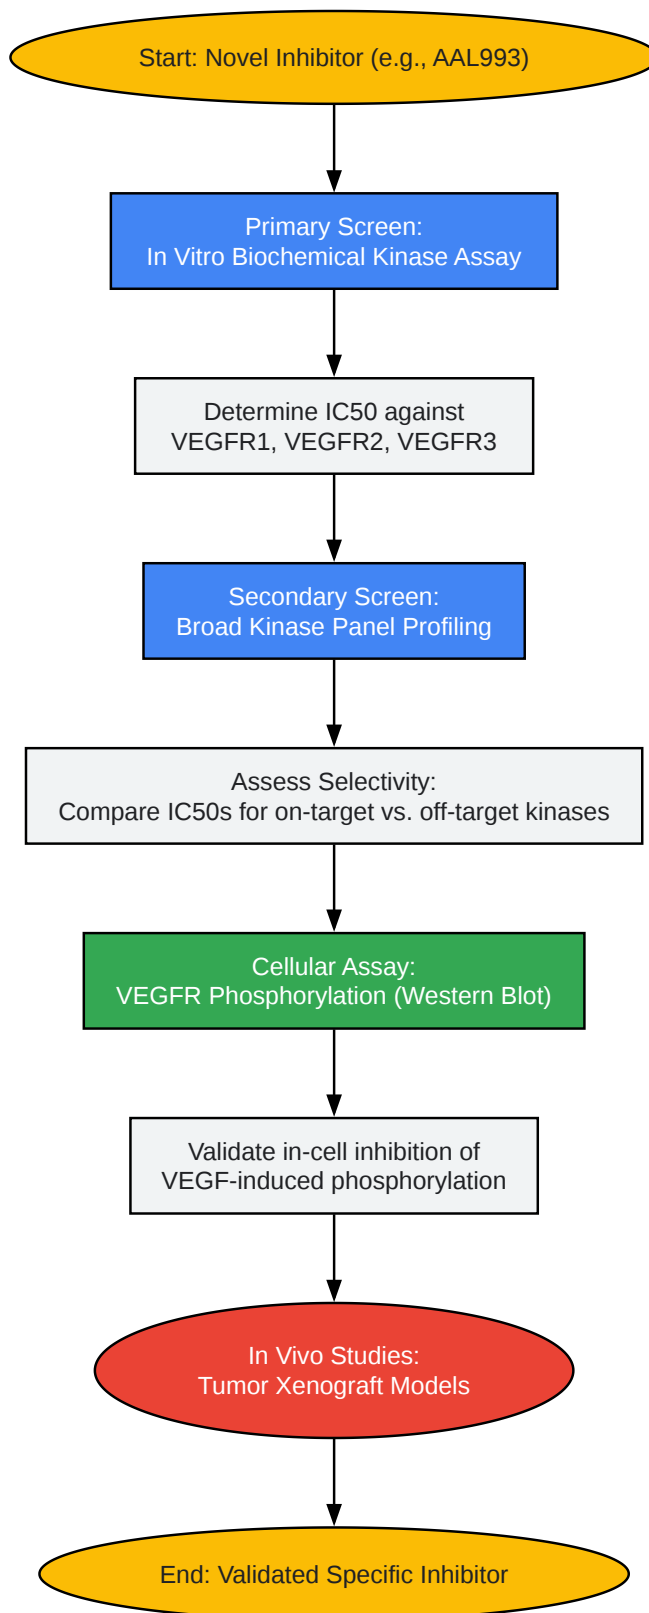 Start: Novel Inhibitor (e.g., AAL993)
Primary Screen:
In Vitro Biochemical Kinase Assay
Determine IC50 against
VEGFR1, VEGFR2, VEGFR3
Secondary Screen:
Broad Kinase Panel Profiling
Assess Selectivity:
Compare IC50s for on-target vs. off-target kinases
Cellular Assay:
VEGFR Phosphorylation (Western Blot)
Validate in-cell inhibition of
VEGF-induced phosphorylation
In Vivo Studies:
Tumor Xenograft Models
End: Validated Specific Inhibitor